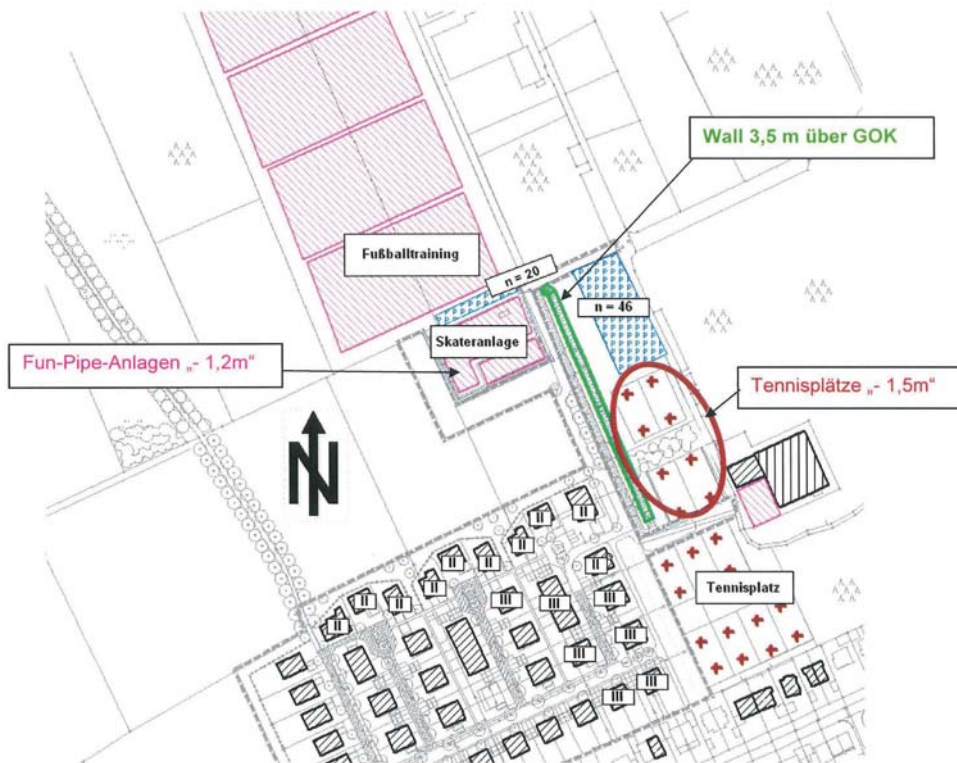 Wall 3,5 m über GOK
Fußballtraining
n = 20
n = 46
Skateranlage
Fun-Pipe-Anlagen „- 1,2m“
Tennisplätze „- 1,5m“
N
II
II
II
II
II
II
II
II
II
II
III
III
III
Tennisplatz
III
III
III
III